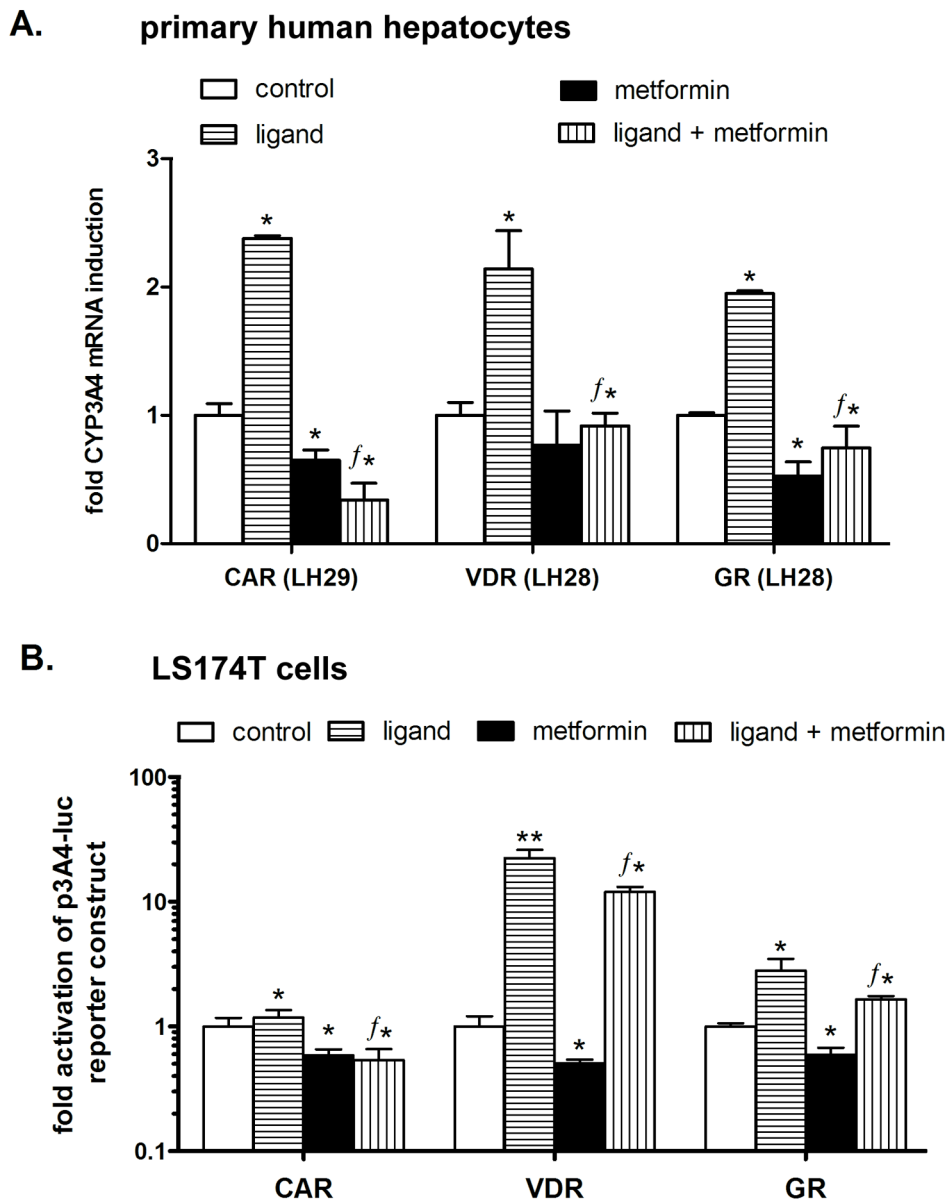 A. primary human hepatocytes
control metformin
ligand ligand + metformin
fold CYP3A4 mRNA induction
3
2
1
0
* * ƒ*
* ƒ*
* * ƒ*
CAR (LH29) VDR (LH28) GR (LH28)
B. LS174T cells
control ligand metformin ligand + metformin
fold activation of p3A4-luc
reporter construct
100
10
1
0.1
* * ƒ*
** * ƒ*
* * ƒ*
CAR VDR GR